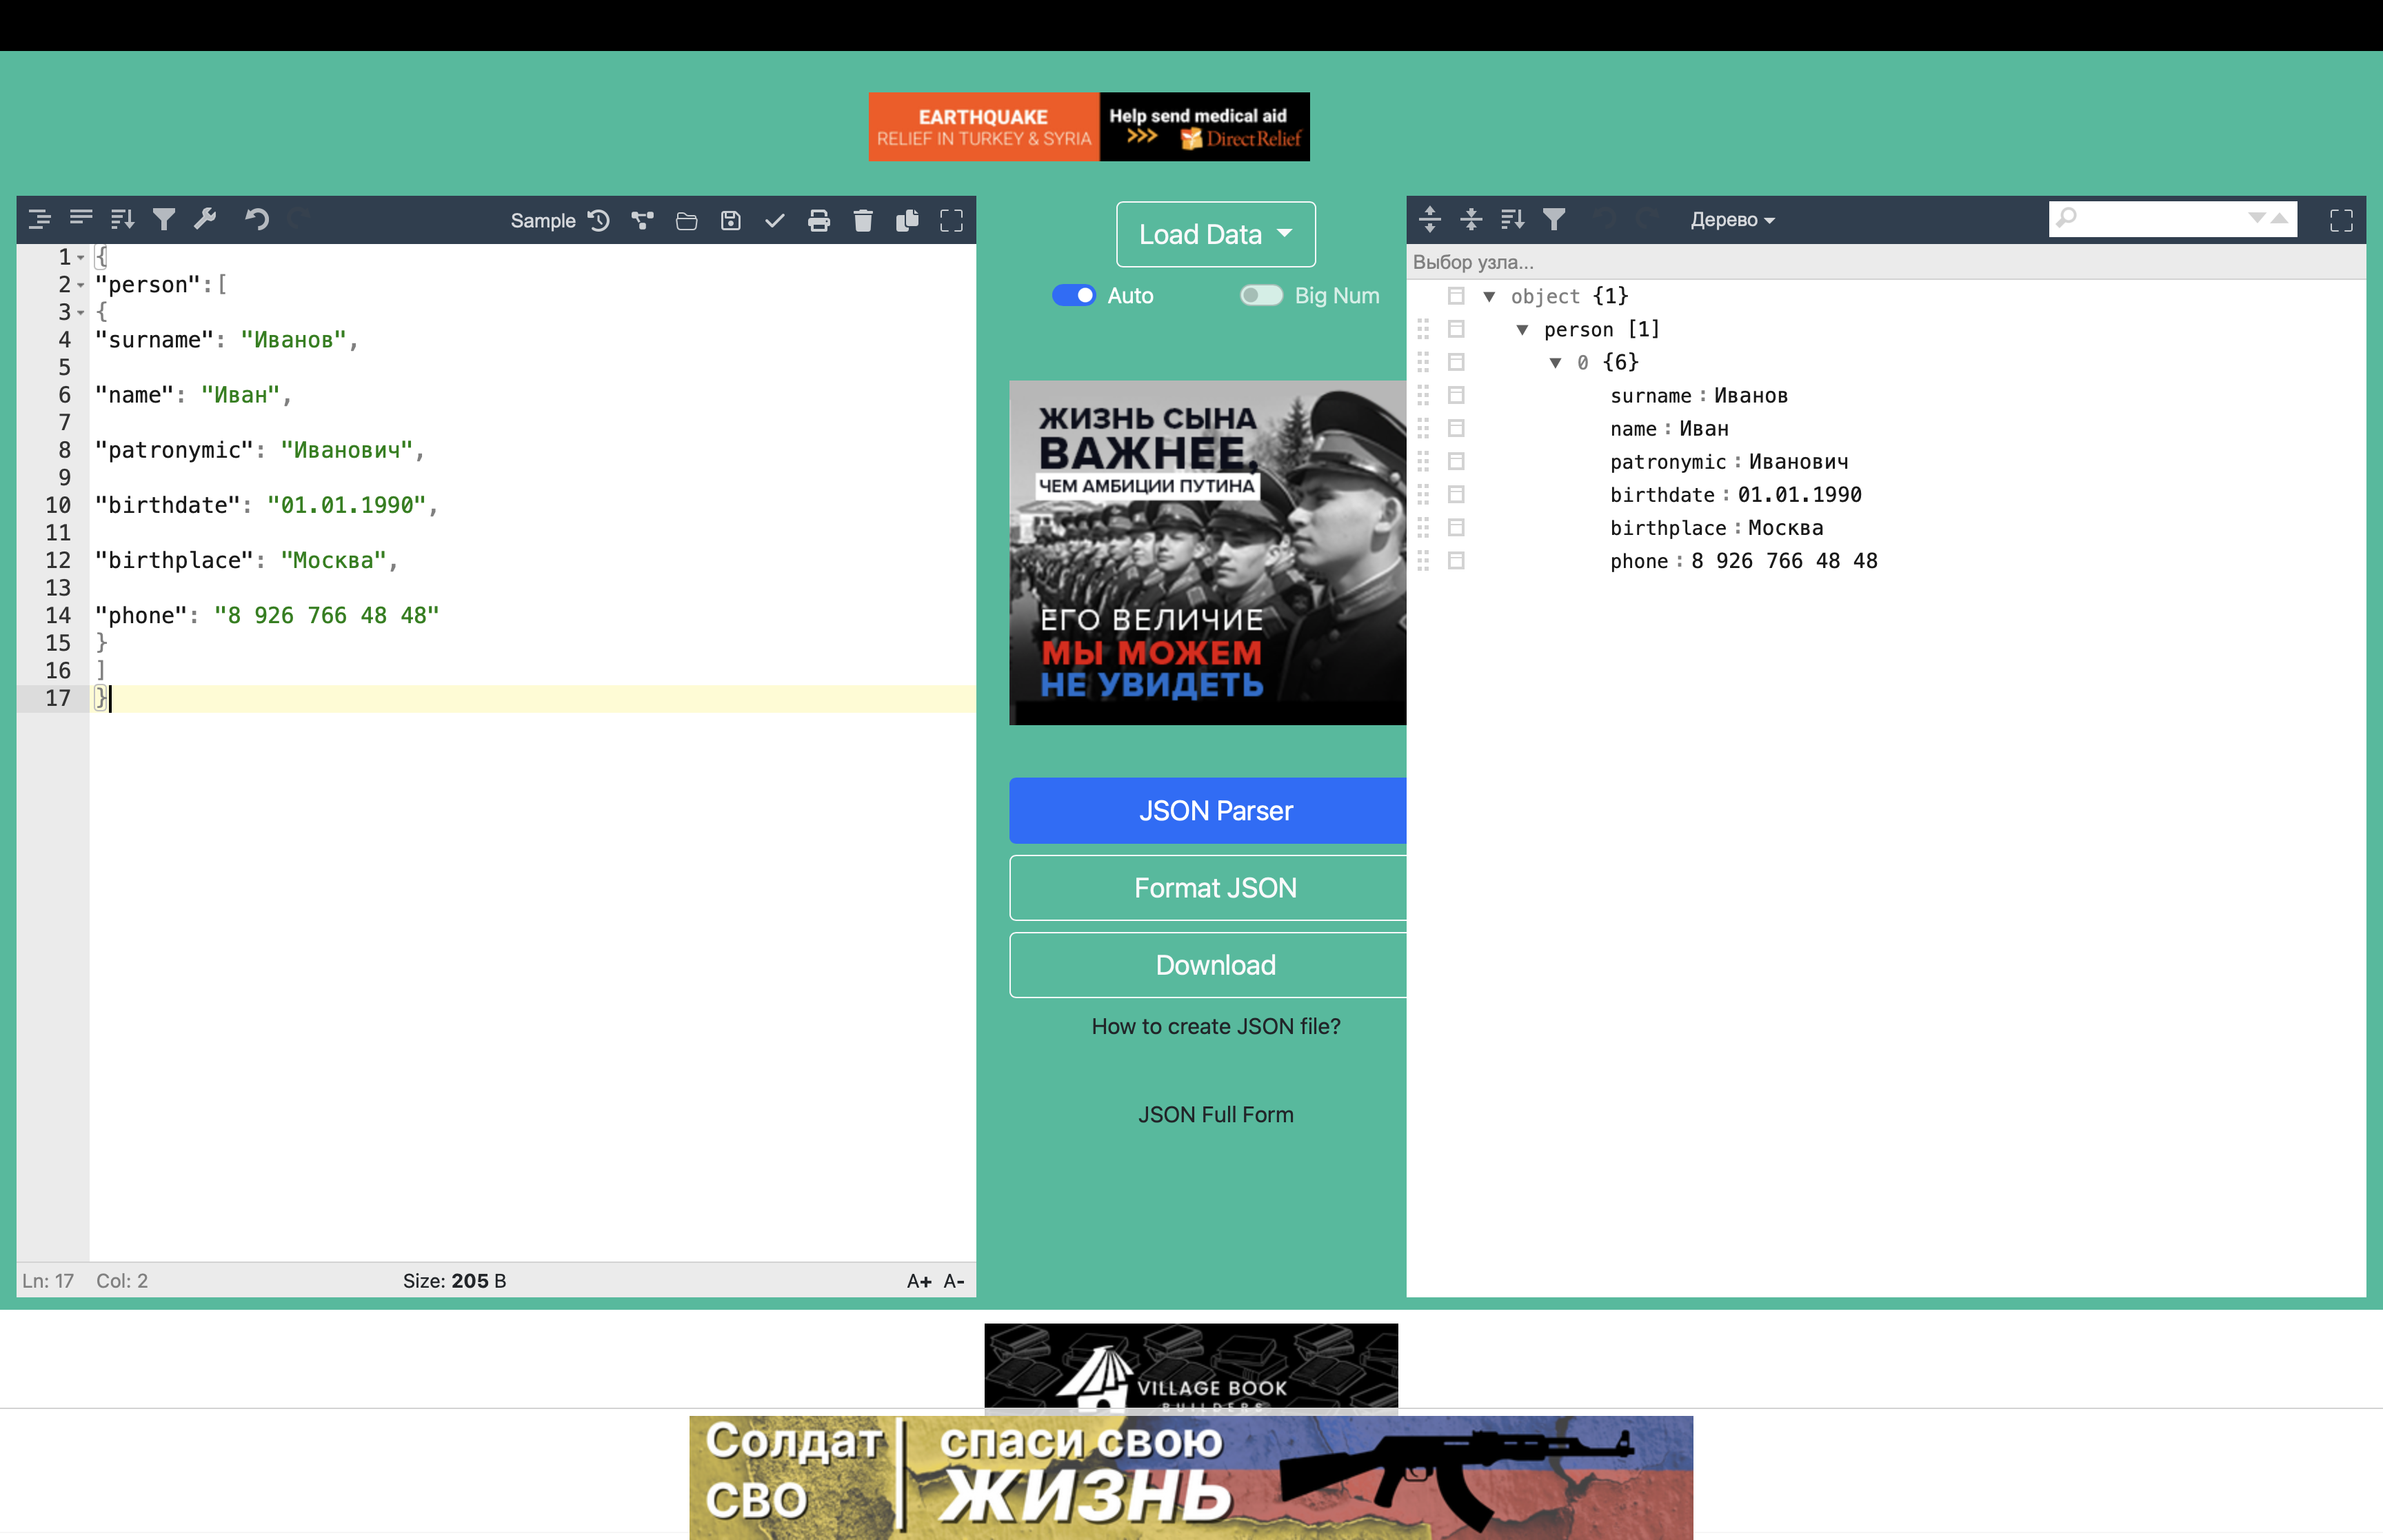 EARTHQUAKE
RELIEF IN TURKEY & SYRIA
Help send medical aid
>>> DirectRelief
Sample
1 {
2 "person":[
3 {
4 "surname": "Иванов",
5
6 "name": "Иван",
7
8 "patronymic": "Иванович",
9
10 "birthdate": "01.01.1990",
11
12 "birthplace": "Москва",
13
14 "phone": "8 926 766 48 48"
15 }
16 ]
17 }
Ln: 17 Col: 2 Size: 205 B A+ A-
Load Data
Auto Big Num
ЖИЗНЬ СЫНА
ВАЖНЕЕ,
ЧЕМ АМБИЦИИ ПУТИНА
ЕГО ВЕЛИЧИЕ
МЫ МОЖЕМ
НЕ УВИДЕТЬ
JSON Parser
Format JSON
Download
How to create JSON file?
JSON Full Form
Дерево
Выбор узла...
object {1}
person [1]
0 {6}
surname : Иванов
name : Иван
patronymic : Иванович
birthdate : 01.01.1990
birthplace : Москва
phone : 8 926 766 48 48
VILLAGE BOOK
BUILDERS
Солдат
СВО
спаси свою
ЖИЗНЬ